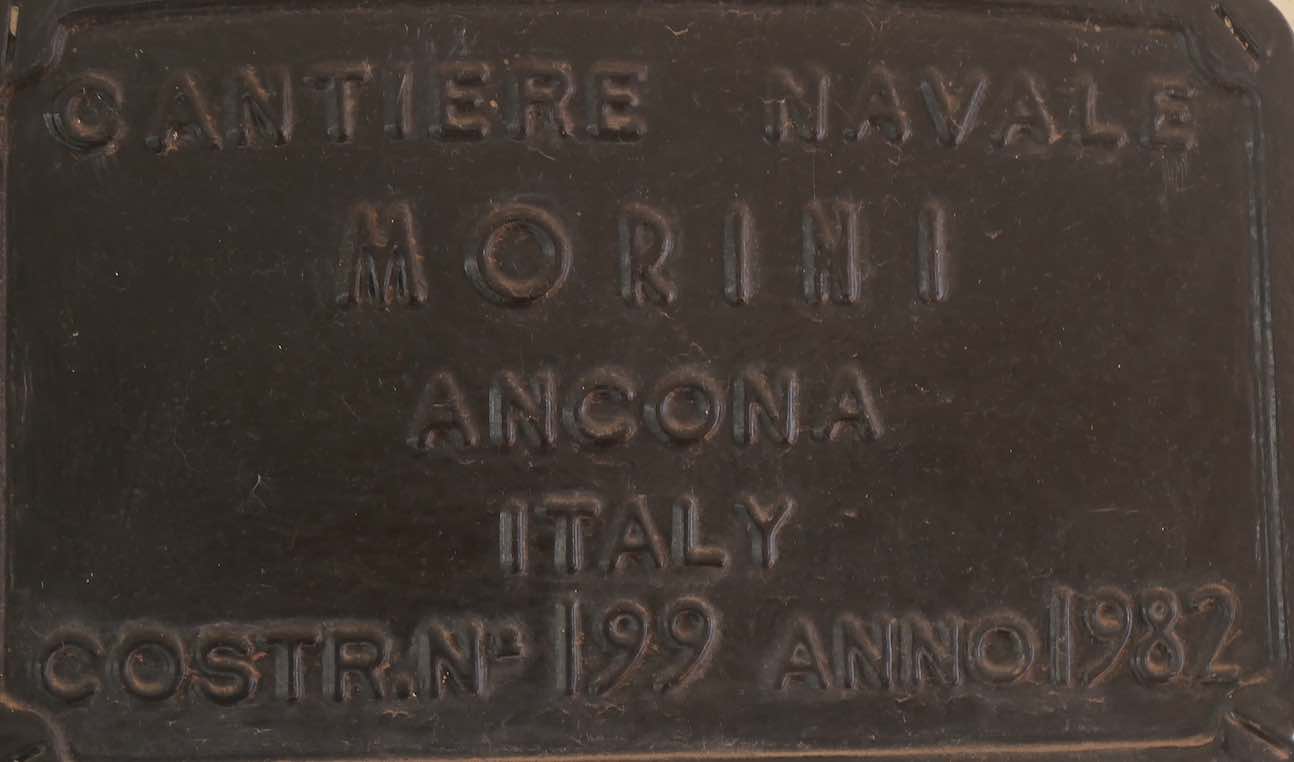 CANTIERE NAVALE
MORINI
ANCONA
ITALY
COSTR.Nº 199 ANNO 1982